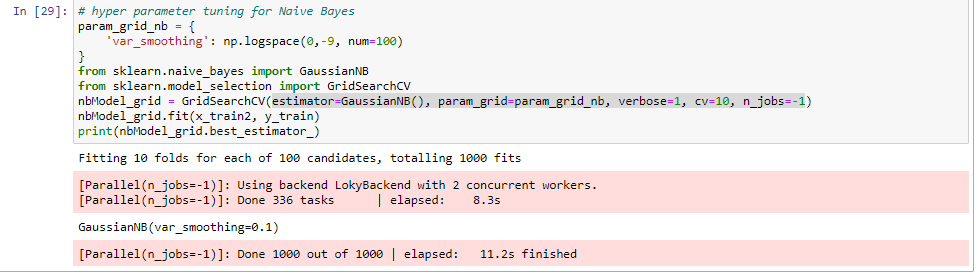 In [29]: # hyper parameter tuning for Naive Bayes
param_grid_nb = {
    'var_smoothing': np.logspace(0,-9, num=100)
}
from sklearn.naive_bayes import GaussianNB
from sklearn.model_selection import GridSearchCV
nbModel_grid = GridSearchCV(estimator=GaussianNB(), param_grid=param_grid_nb, verbose=1, cv=10, n_jobs=-1)
nbModel_grid.fit(x_train2, y_train)
print(nbModel_grid.best_estimator_)
Fitting 10 folds for each of 100 candidates, totalling 1000 fits
[Parallel(n_jobs=-1)]: Using backend LokyBackend with 2 concurrent workers.
[Parallel(n_jobs=-1)]: Done 336 tasks      | elapsed:    8.3s
GaussianNB(var_smoothing=0.1)
[Parallel(n_jobs=-1)]: Done 1000 out of 1000 | elapsed:   11.2s finished